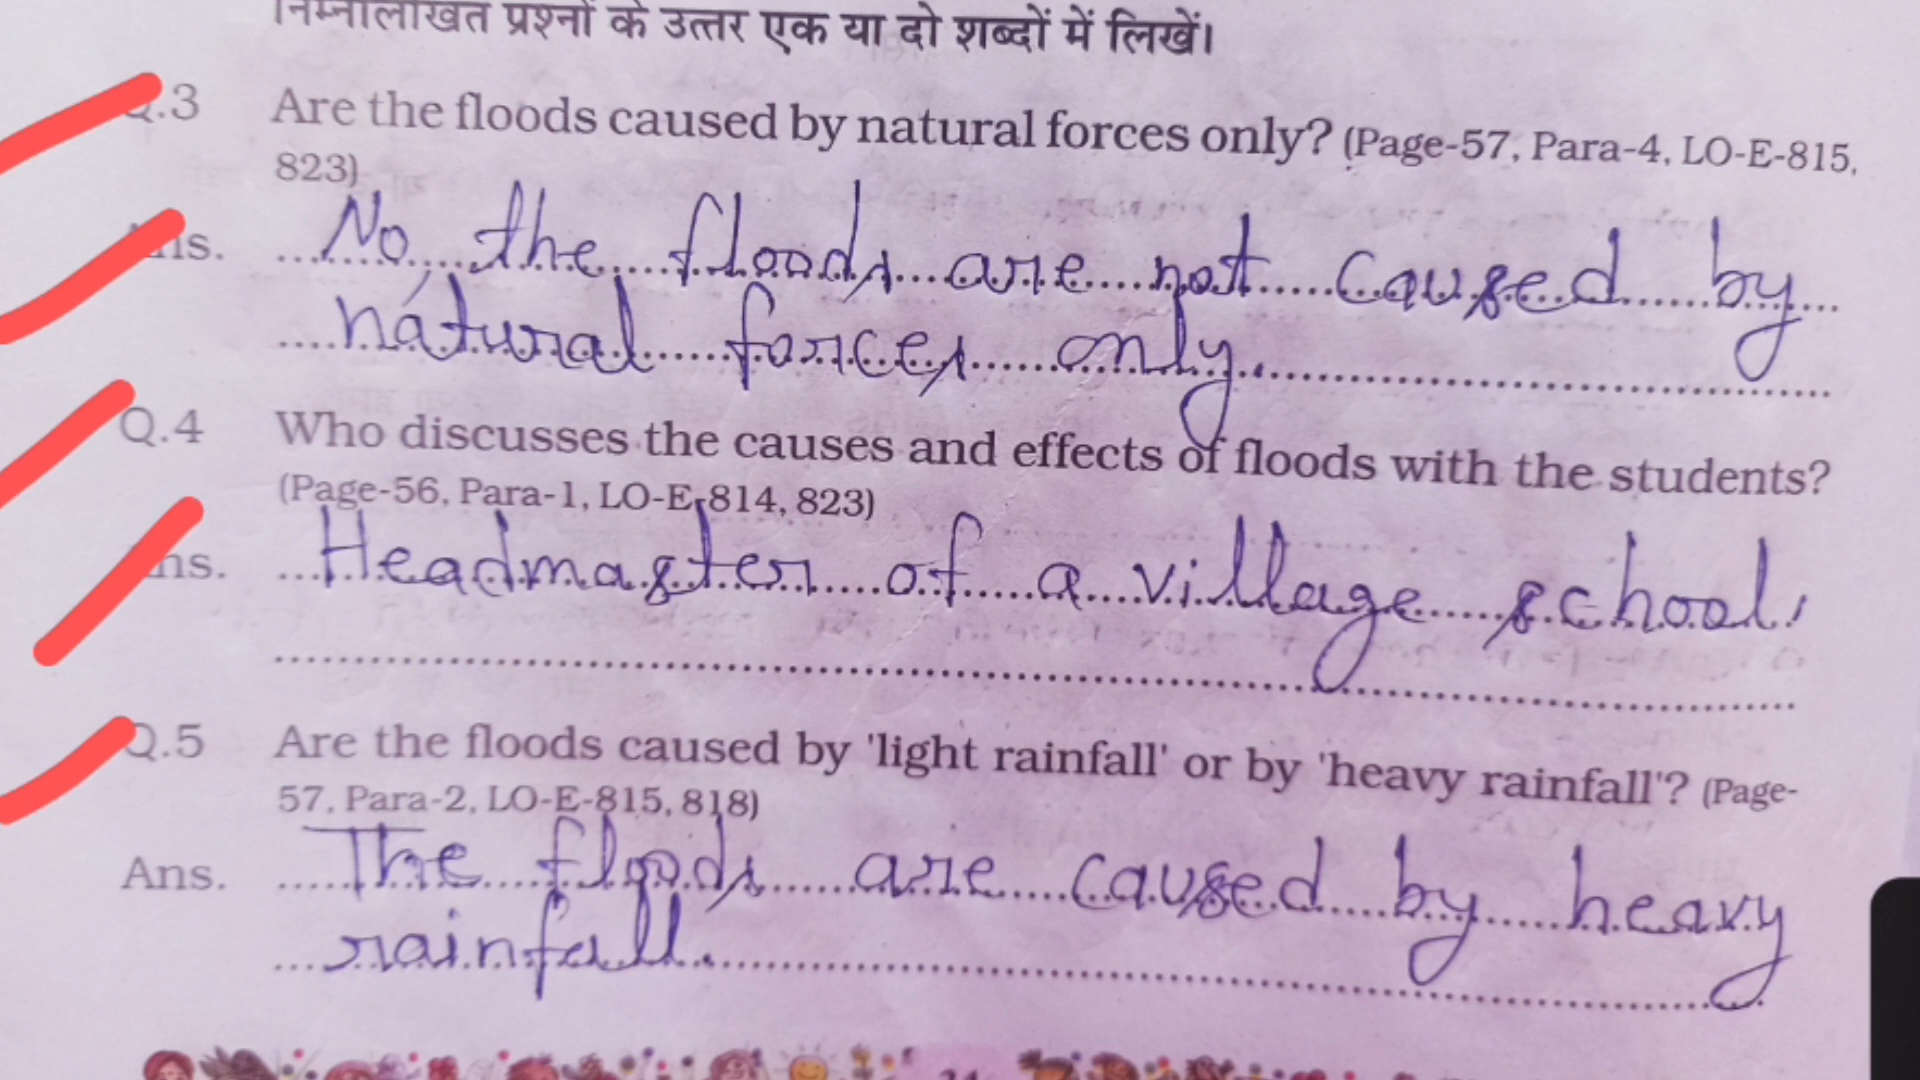 निम्नलिखित प्रश्नों के उत्तर एक या दो शब्दों में लिखें।
Q.3 Are the floods caused by natural forces only? (Page-57, Para-4, LO-E-815,
823)
Ans. No, the floods are not caused by
natural forces only.
Q.4 Who discusses the causes and effects of floods with the students?
(Page-56, Para-1, LO-E-814, 823)
Ans. Headmaster of a village school.
Q.5 Are the floods caused by 'light rainfall' or by 'heavy rainfall'? (Page-
57, Para-2, LO-E-815, 818)
Ans. The floods are caused by heavy
rainfall.